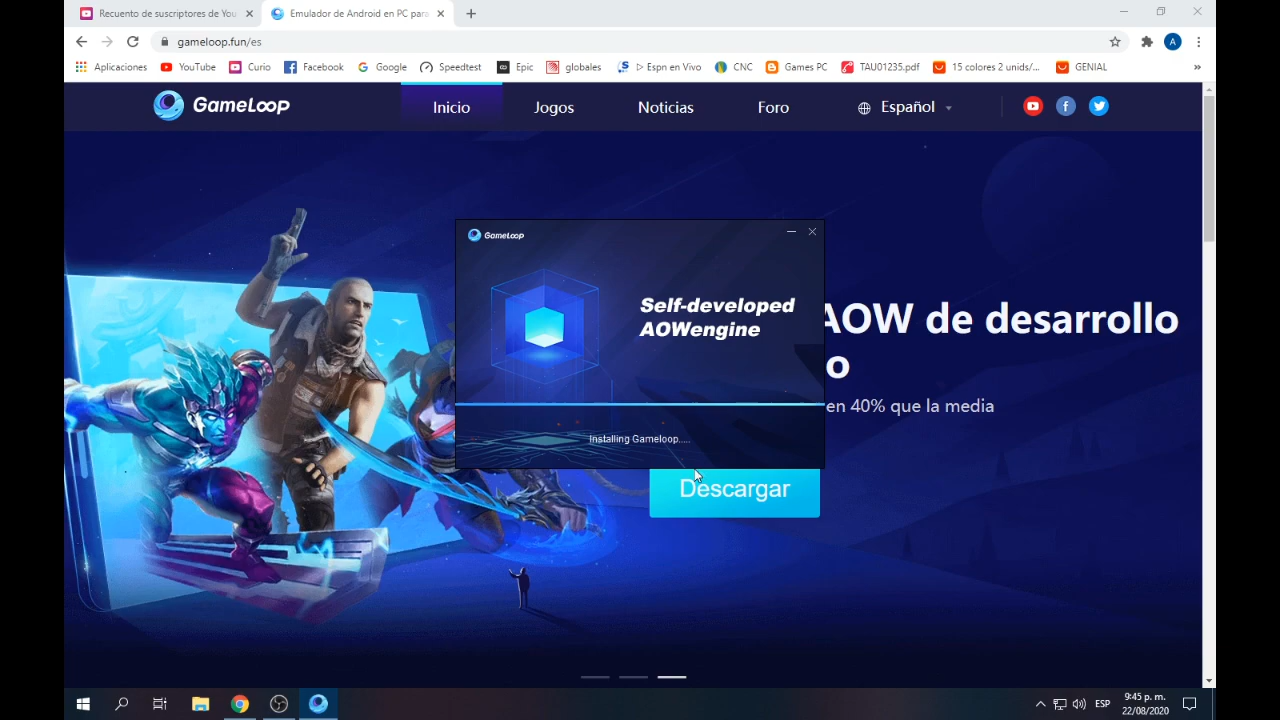 Recuento de suscriptores de You
Emulador de Android en PC para
gameloop.fun/es
A
Aplicaciones
YouTube
Curio
Facebook
Google
Speedtest
Epic
globales
▷ Espn en Vivo
CNC
Games PC
TAU01235.pdf
15 colores 2 unids/...
GENIAL
»
GameLoop
Inicio
Jogos
Noticias
Foro
Español
GameLoop
Self-developed
AOWengine
AOW de desarrollo
o
en 40% que la media
Installing Gameloop.....
Descargar
ESP
9:45 p. m.
22/08/2020